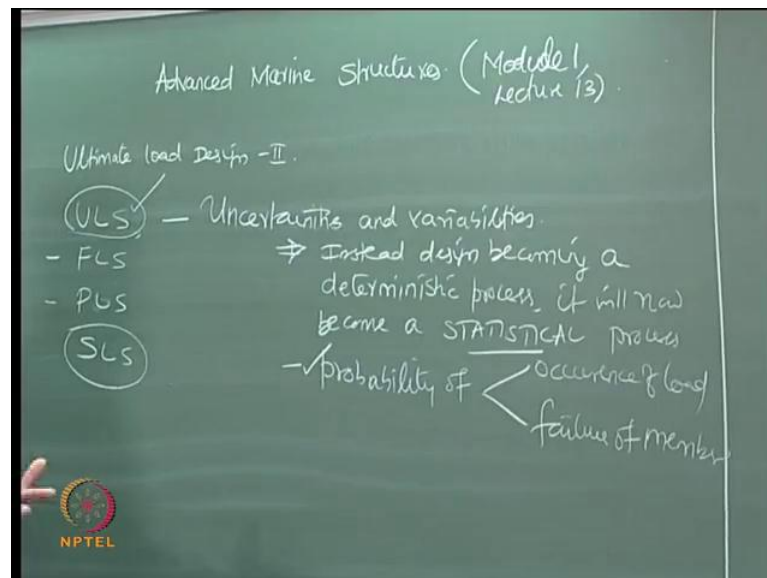 Advanced Marine Structures. (Module 1,
Lecture 13).
Ultimate load Design - II.
ULS — Uncertainties and variabilities.
- FLS ⇒ Instead design becoming a
- PLS deterministic process, it will now
become a STATISTICAL process
SLS
- ✓probability of < occurence of load
failure of member
NPTEL